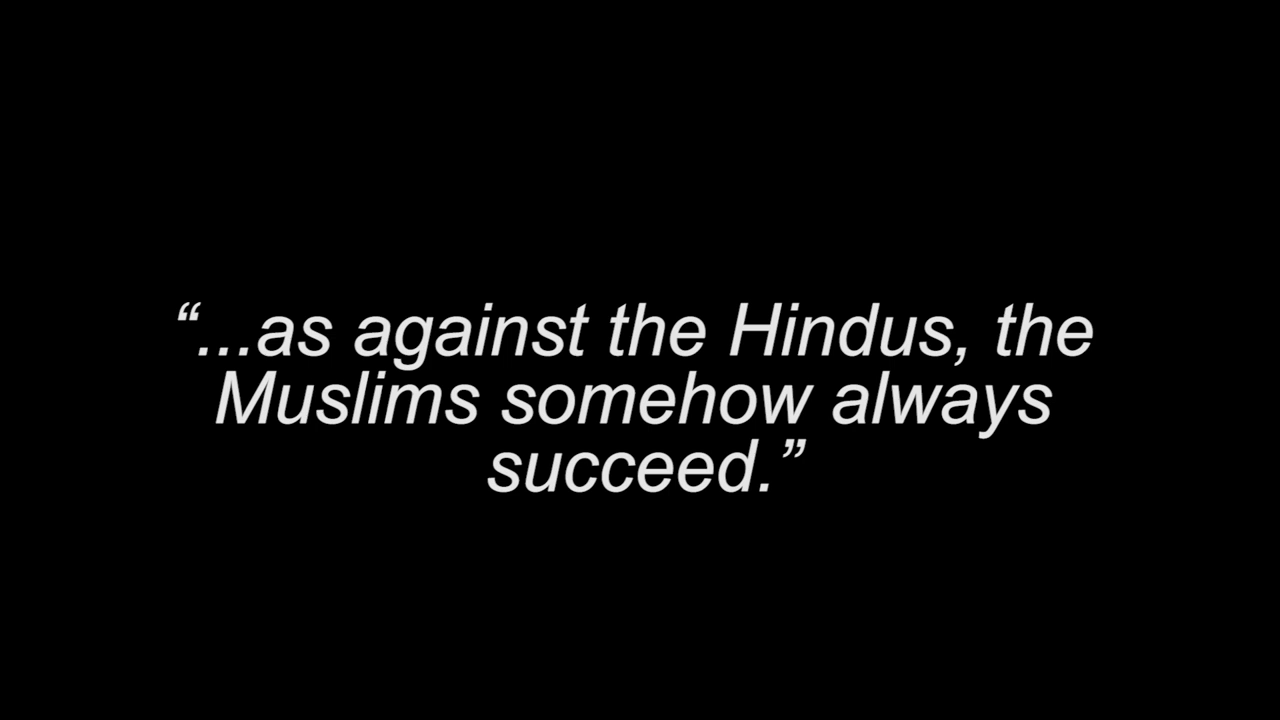 “...as against the Hindus, the
Muslims somehow always
succeed.”